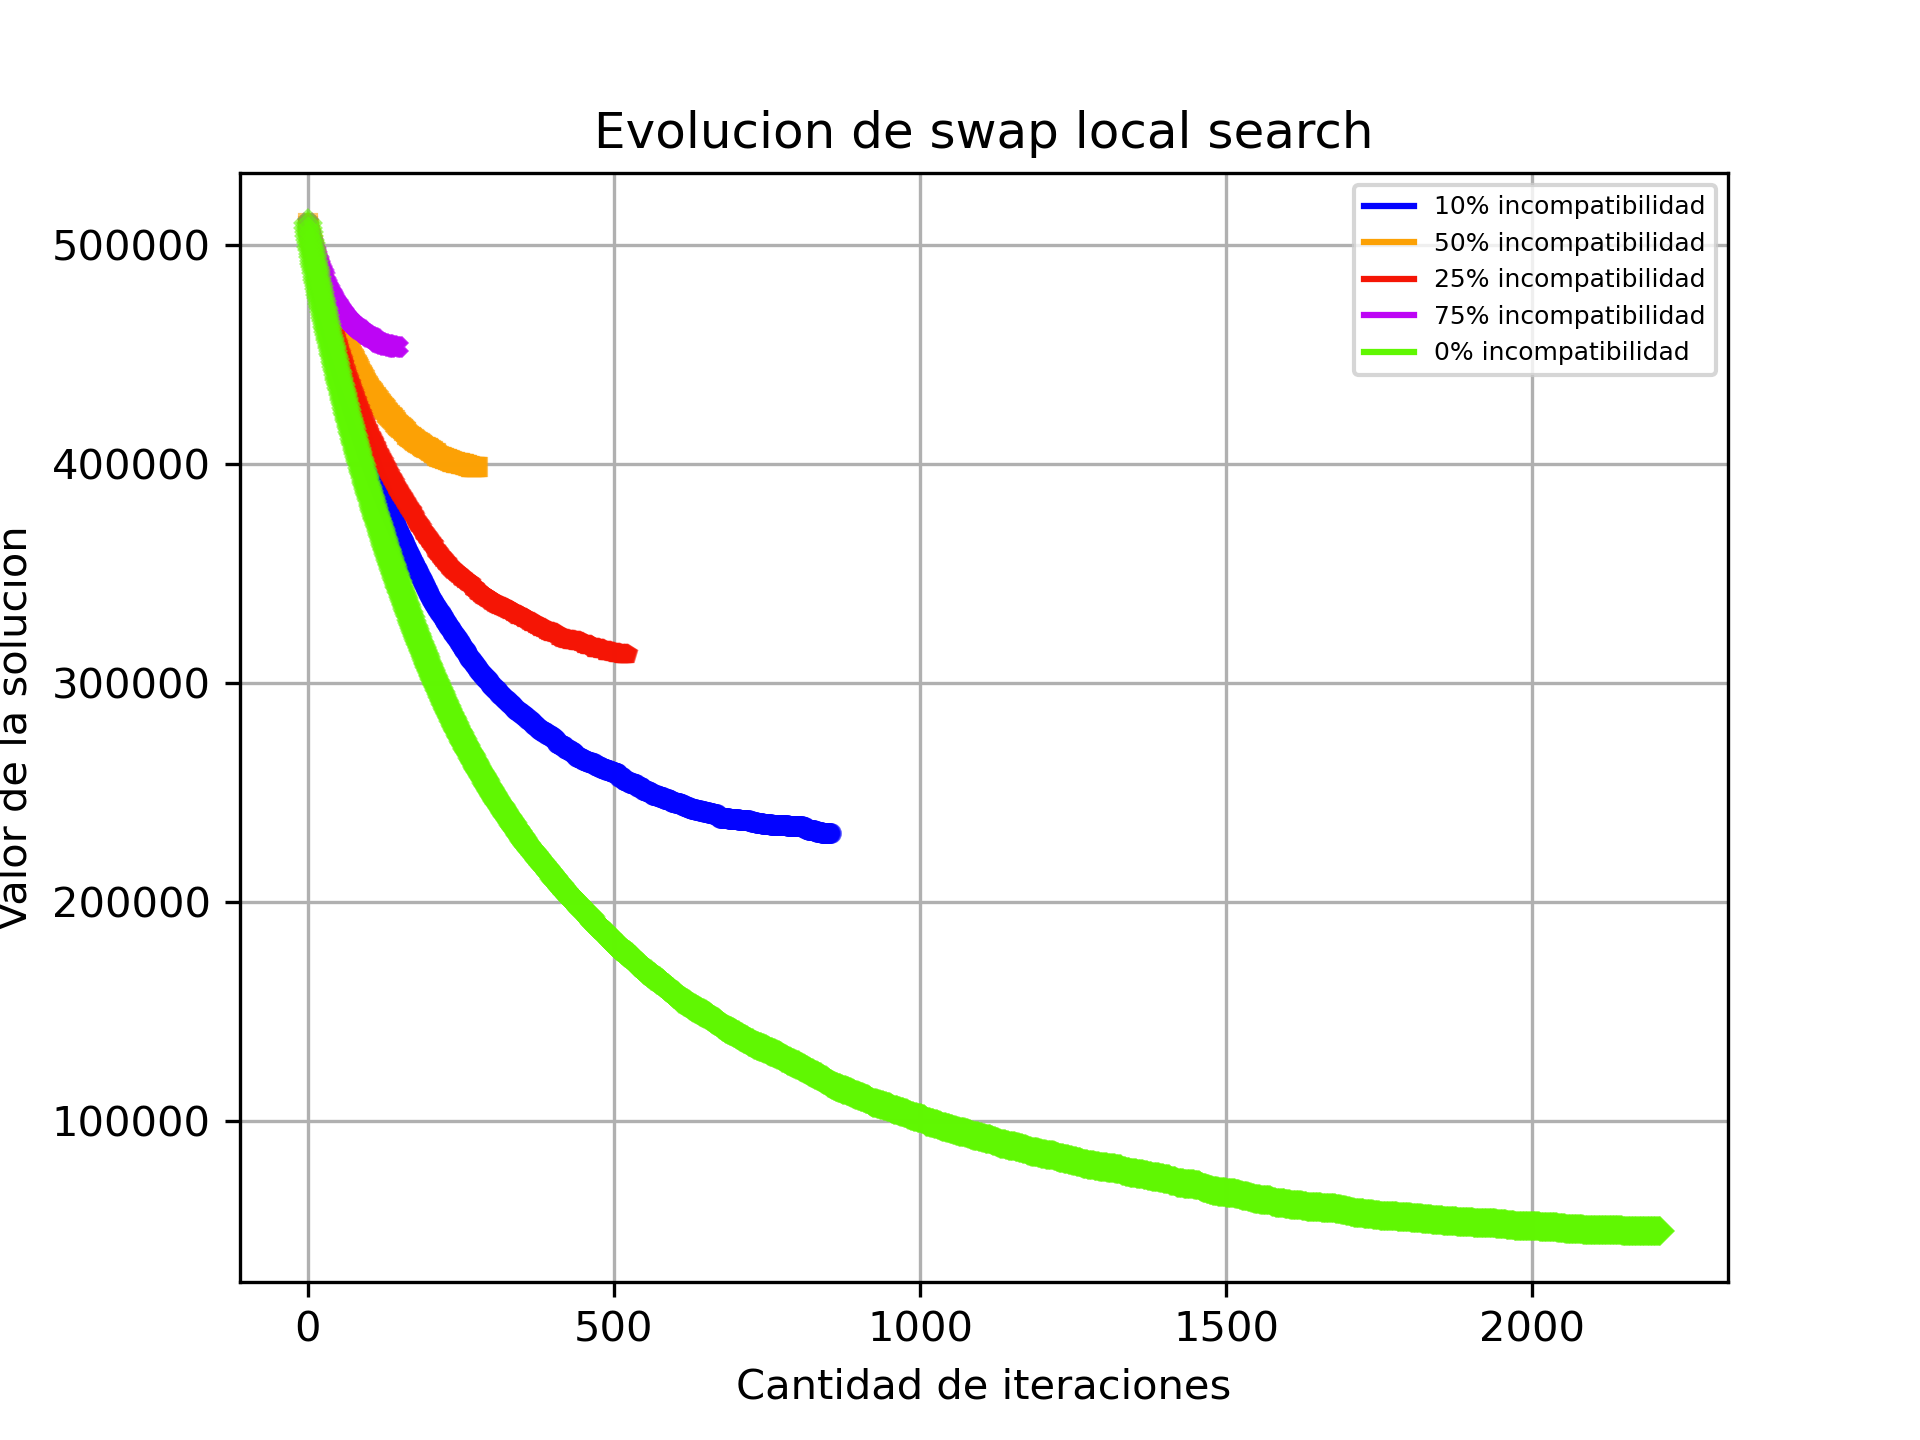 Evolucion de swap local search
10% incompatibilidad
50% incompatibilidad
25% incompatibilidad
75% incompatibilidad
0% incompatibilidad
500000
400000
300000
200000
100000
Valor de la solucion
0 500 1000 1500 2000
Cantidad de iteraciones